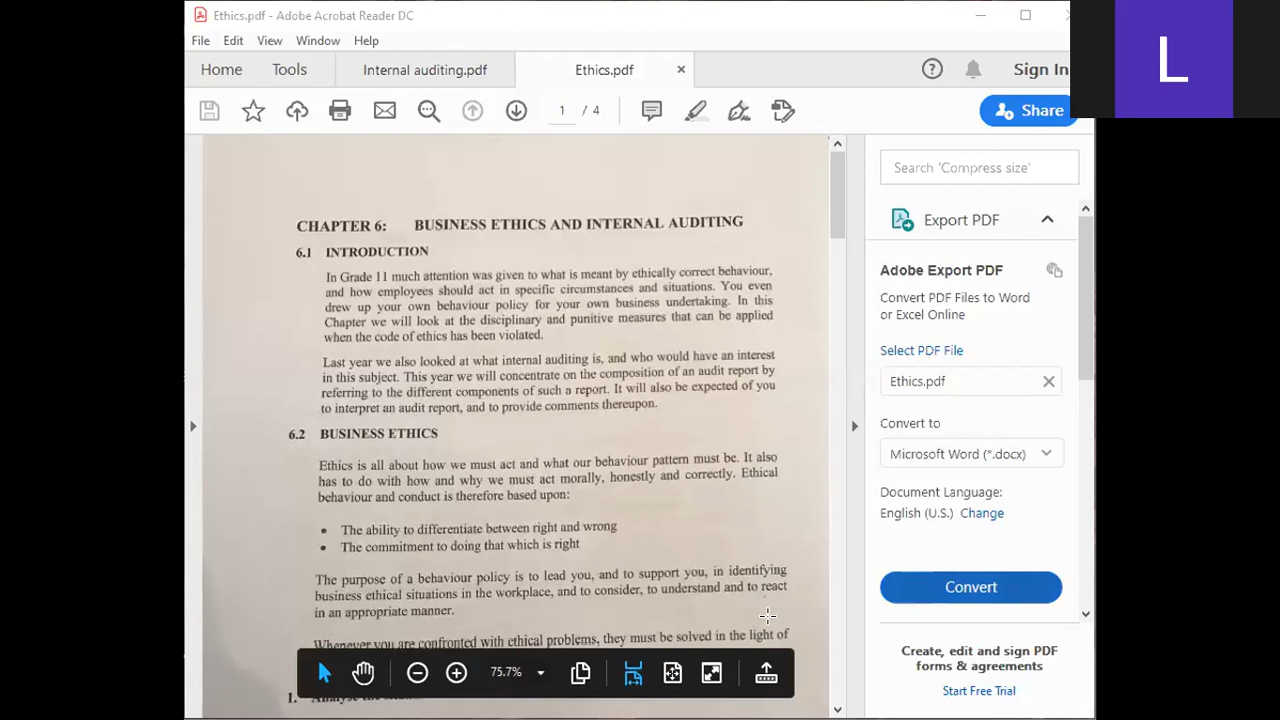 Ethics.pdf - Adobe Acrobat Reader DC
L
File Edit View Window Help
Home Tools Internal auditing.pdf Ethics.pdf Sign In
1 / 4 Share
CHAPTER 6: BUSINESS ETHICS AND INTERNAL AUDITING
6.1 INTRODUCTION
In Grade 11 much attention was given to what is meant by ethically correct behaviour,
and how employees should act in specific circumstances and situations. You even
drew up your own behaviour policy for your own business undertaking. In this
Chapter we will look at the disciplinary and punitive measures that can be applied
when the code of ethics has been violated.
Last year we also looked at what internal auditing is, and who would have an interest
in this subject. This year we will concentrate on the composition of an audit report by
referring to the different components of such a report. It will also be expected of you
to interpret an audit report, and to provide comments thereupon.
6.2 BUSINESS ETHICS
Ethics is all about how we must act and what our behaviour pattern must be. It also
has to do with how and why we must act morally, honestly and correctly. Ethical
behaviour and conduct is therefore based upon:
• The ability to differentiate between right and wrong
• The commitment to doing that which is right
The purpose of a behaviour policy is to lead you, and to support you, in identifying
business ethical situations in the workplace, and to consider, to understand and to react
in an appropriate manner.
Whenever you are confronted with ethical problems, they must be solved in the light of
75.7%
1. Analyse the
Search 'Compress size'
Export PDF
Adobe Export PDF
Convert PDF Files to Word
or Excel Online
Select PDF File
Ethics.pdf
Convert to
Microsoft Word (*.docx)
Document Language:
English (U.S.) Change
Convert
Create, edit and sign PDF
forms & agreements
Start Free Trial